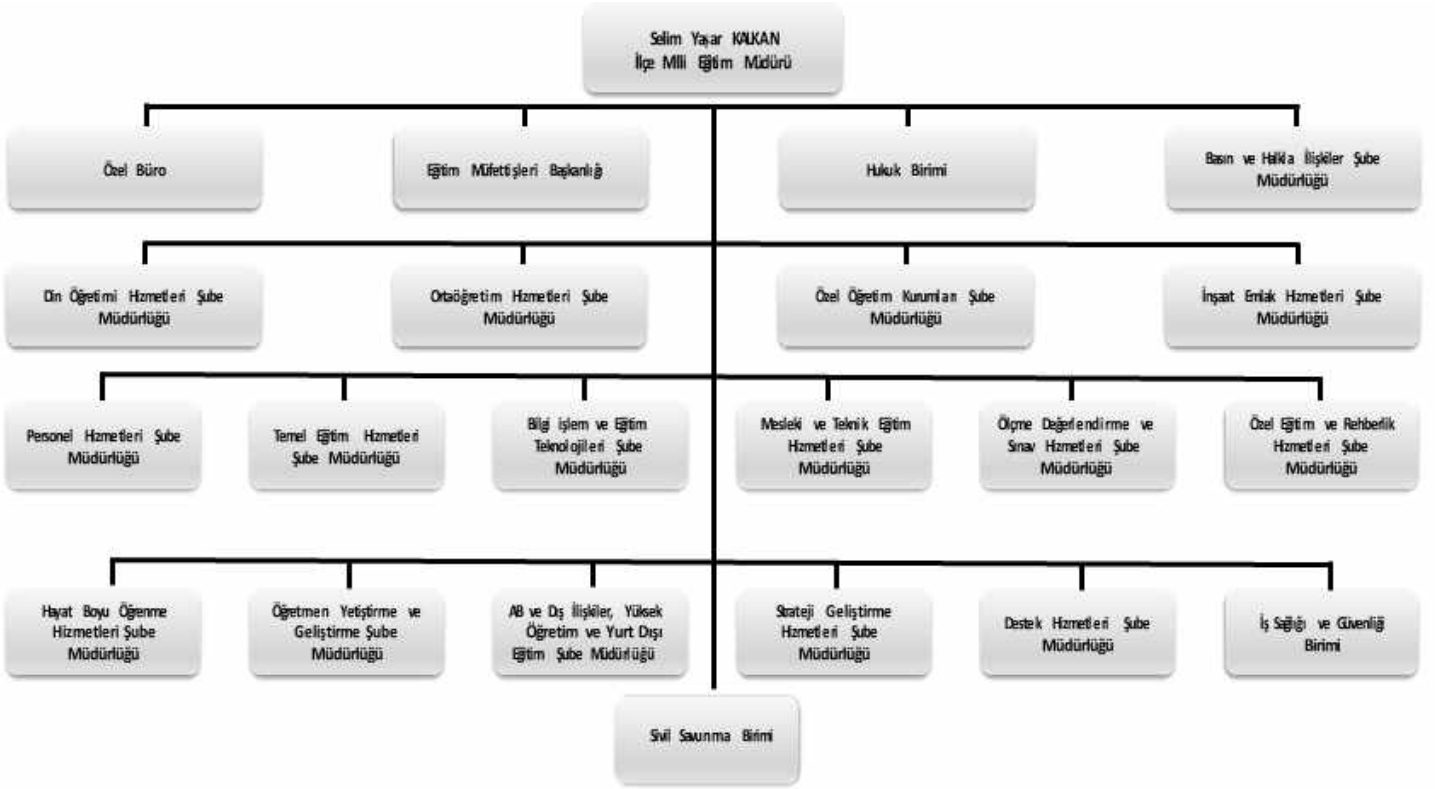 Selim Yaşar KALKAN
İlçe Milli Eğitim Müdürü
Özel Büro
Eğitim Müfettişleri Başkanlığı
Hukuk Birimi
Basın ve Halkla İlişkiler Şube
Müdürlüğü
Din Öğretimi Hizmetleri Şube
Müdürlüğü
Ortaöğretim Hizmetleri Şube
Müdürlüğü
Özel Öğretim Kurumları Şube
Müdürlüğü
İnşaat Emlak Hizmetleri Şube
Müdürlüğü
Personel Hizmetleri Şube
Müdürlüğü
Temel Eğitim Hizmetleri
Şube Müdürlüğü
Bilgi işlem ve Eğitim
Teknolojileri Şube
Müdürlüğü
Mesleki ve Teknik Eğitim
Hizmetleri Şube
Müdürlüğü
Ölçme Değerlendirme ve
Sınav Hizmetleri Şube
Müdürlüğü
Özel Eğitim ve Rehberlik
Hizmetleri Şube
Müdürlüğü
Hayat Boyu Öğrenme
Hizmetleri Şube
Müdürlüğü
Öğretmen Yetiştirme ve
Geliştirme Şube
Müdürlüğü
AB ve Dış İlişkiler, Yüksek
Öğretim ve Yurt Dışı
Eğitim Şube Müdürlüğü
Strateji Geliştirme
Hizmetleri Şube
Müdürlüğü
Destek Hizmetleri Şube
Müdürlüğü
İş Sağlığı ve Güvenliği
Birimi
Sivil Savunma Birimi